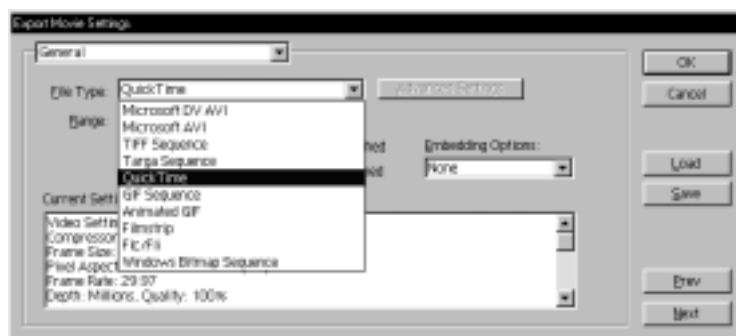 Export Movie Settings
General
OK
File Type: QuickTime
Advanced Settings
Cancel
Microsoft DV AVI
Range:
Microsoft AVI
TIFF Sequence
Embedding Options:
Targa Sequence
None
Load
QuickTime
GIF Sequence
Save
Current Setti
Animated GIF
Video Settin
Filmstrip
Compressor
Flc/Fli
Frame Size:
Windows Bitmap Sequence
Pixel Aspect
Frame Rate: 29.97
Prev
Depth: Millions, Quality: 100%
Next